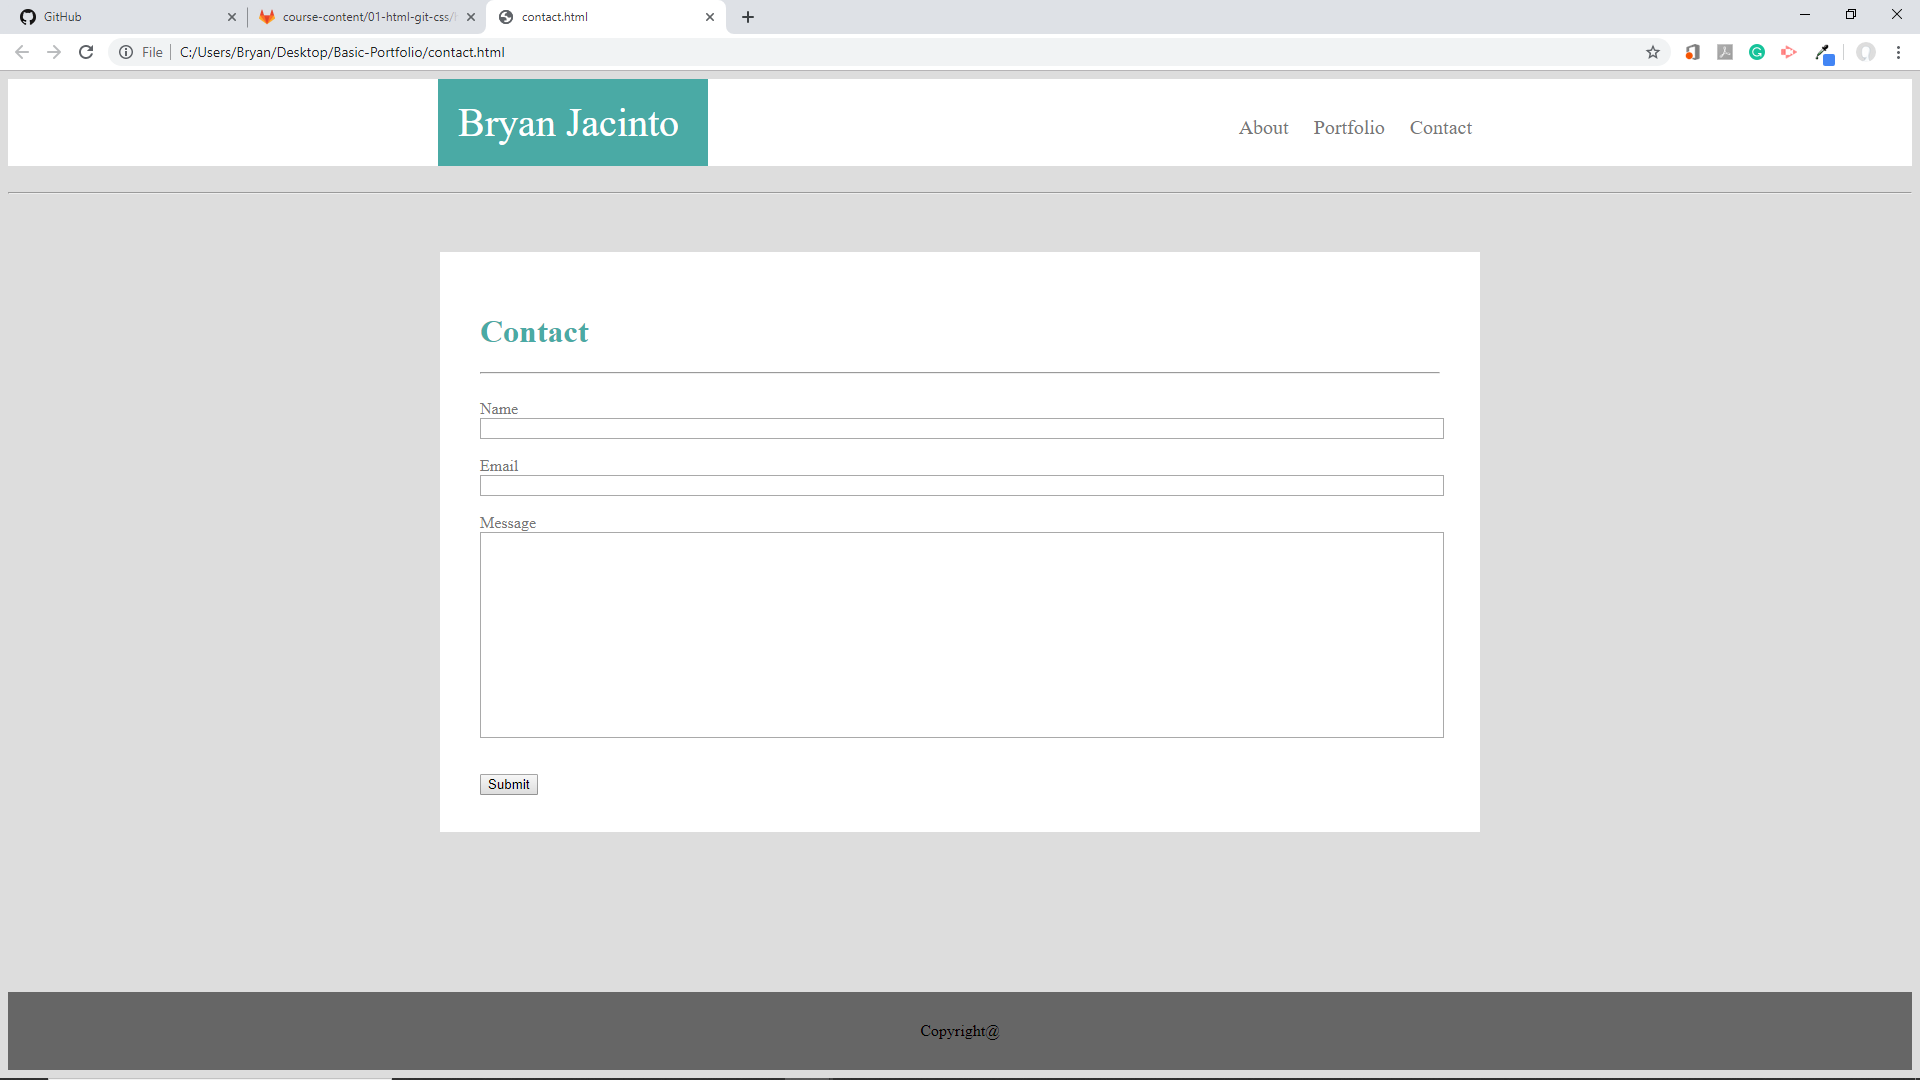 GitHub
course-content/01-html-git-css/
contact.html
File
C:/Users/Bryan/Desktop/Basic-Portfolio/contact.html
Bryan Jacinto
About Portfolio Contact
Contact
Name
Email
Message
Submit
Copyright@